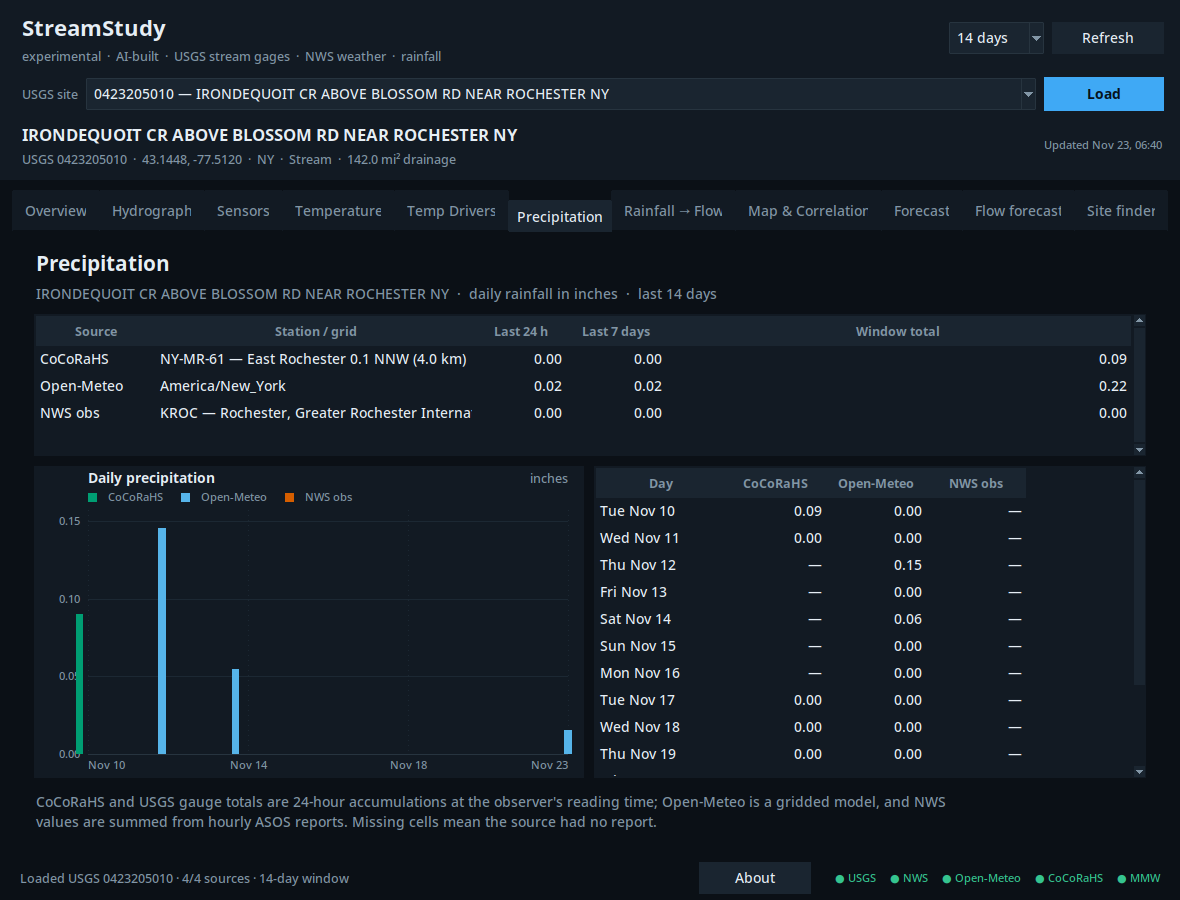 StreamStudy
experimental · AI-built · USGS stream gages · NWS weather · rainfall
14 days
Refresh
USGS site
0423205010 — IRONDEQUOIT CR ABOVE BLOSSOM RD NEAR ROCHESTER NY
Load
IRONDEQUOIT CR ABOVE BLOSSOM RD NEAR ROCHESTER NY
USGS 0423205010 · 43.1448, -77.5120 · NY · Stream · 142.0 mi² drainage
Updated Nov 23, 06:40
Overview Hydrograph Sensors Temperature Temp Drivers Precipitation Rainfall → Flow Map & Correlation Forecast Flow forecast Site finder
Precipitation
IRONDEQUOIT CR ABOVE BLOSSOM RD NEAR ROCHESTER NY · daily rainfall in inches · last 14 days
Source Station / grid Last 24 h Last 7 days Window total
CoCoRaHS NY-MR-61 — East Rochester 0.1 NNW (4.0 km) 0.00 0.00 0.09
Open-Meteo America/New_York 0.02 0.02 0.22
NWS obs KROC — Rochester, Greater Rochester Interna 0.00 0.00 0.00
Daily precipitation inches
CoCoRaHS Open-Meteo NWS obs
0.15
0.10
0.05
0.00
Nov 10 Nov 14 Nov 18 Nov 23
Day CoCoRaHS Open-Meteo NWS obs
Tue Nov 10 0.09 0.00 —
Wed Nov 11 0.00 0.00 —
Thu Nov 12 — 0.15 —
Fri Nov 13 — 0.00 —
Sat Nov 14 — 0.06 —
Sun Nov 15 — 0.00 —
Mon Nov 16 — 0.00 —
Tue Nov 17 0.00 0.00 —
Wed Nov 18 0.00 0.00 —
Thu Nov 19 0.00 0.00 —
CoCoRaHS and USGS gauge totals are 24-hour accumulations at the observer's reading time; Open-Meteo is a gridded model, and NWS
values are summed from hourly ASOS reports. Missing cells mean the source had no report.
Loaded USGS 0423205010 · 4/4 sources · 14-day window
About
USGS NWS Open-Meteo CoCoRaHS MMW